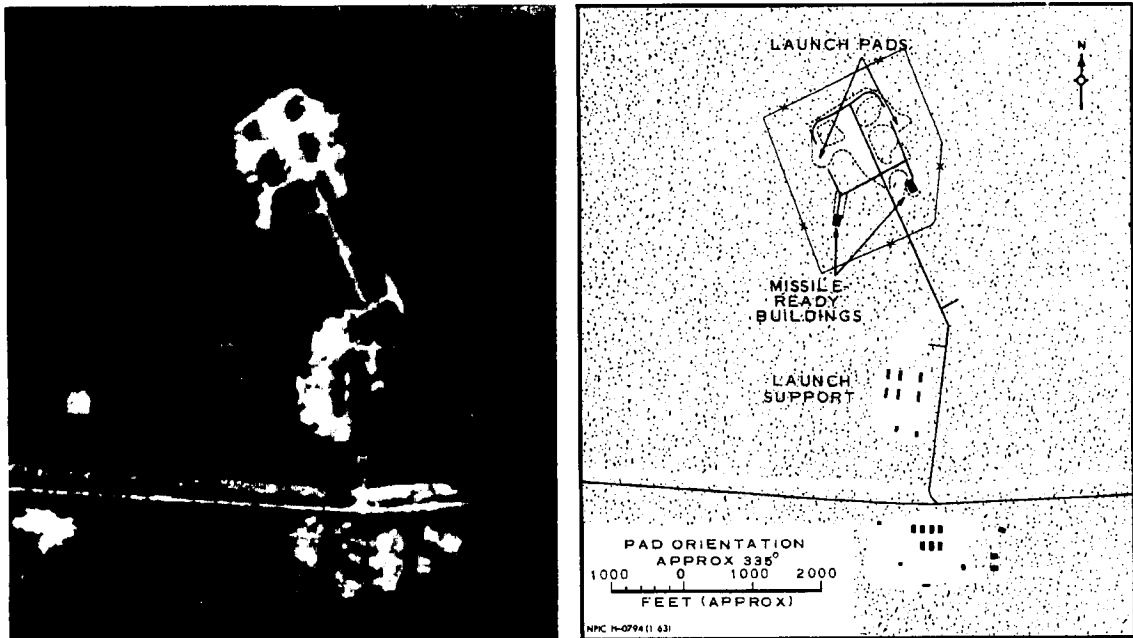 LAUNCH PADS
N
MISSILE-
READY
BUILDINGS
LAUNCH
SUPPORT
PAD ORIENTATION
APPROX 335°
1000 0 1000 2000
FEET (APPROX)
NPIC H-0794 (1 63)